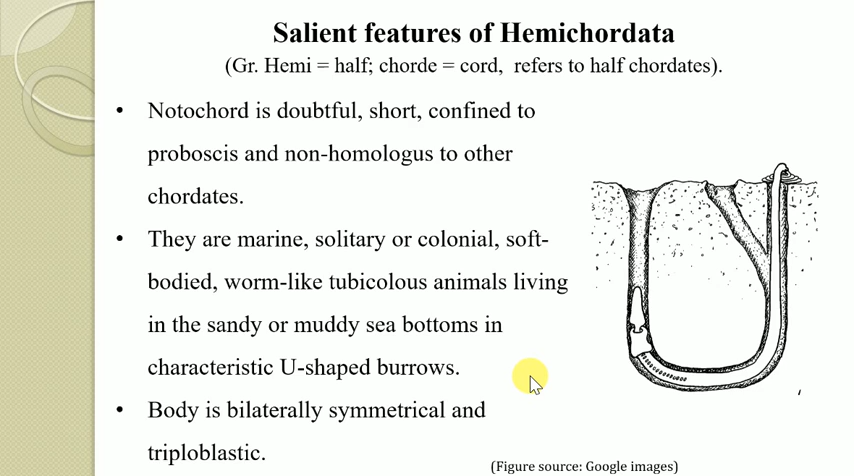 Salient features of Hemichordata
(Gr. Hemi = half; chorde = cord, refers to half chordates).
• Notochord is doubtful, short, confined to
proboscis and non-homologus to other
chordates.
• They are marine, solitary or colonial, soft-
bodied, worm-like tubicolous animals living
in the sandy or muddy sea bottoms in
characteristic U-shaped burrows.
• Body is bilaterally symmetrical and
triploblastic.
(Figure source: Google images)